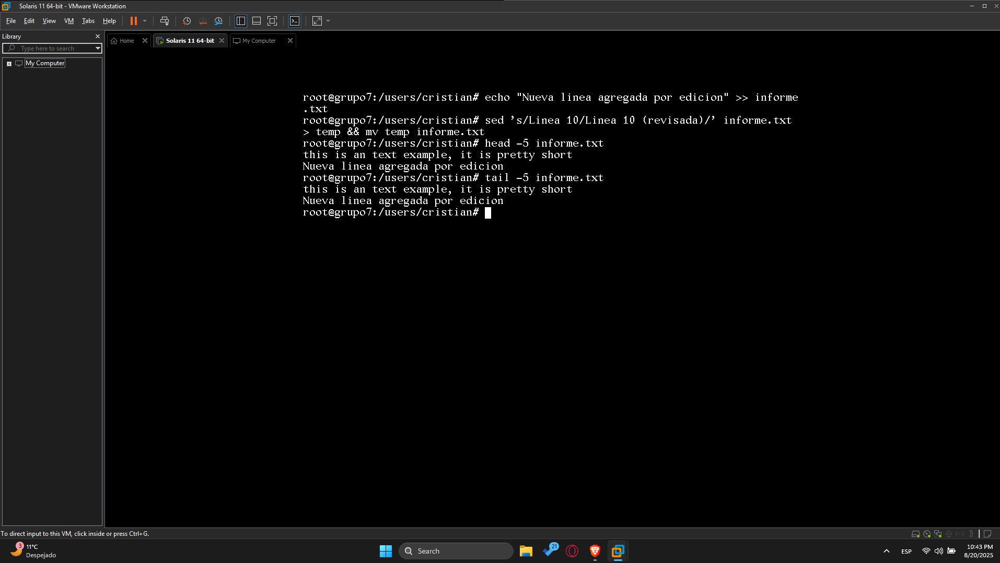 Solaris 11 64-bit - VMware Workstation
File Edit View VM Tabs Help
Library
Home
Solaris 11 64-bit
My Computer
Type here to search
My Computer
root@grupo7:/users/cristian# echo "Nueva linea agregada por edicion" >> informe
.txt
root@grupo7:/users/cristian# sed 's/Linea 10/Linea 10 (revisada)/' informe.txt
> temp && mv temp informe.txt
root@grupo7:/users/cristian# head -5 informe.txt
this is an text example, it is pretty short
Nueva linea agregada por edicion
root@grupo7:/users/cristian# tail -5 informe.txt
this is an text example, it is pretty short
Nueva linea agregada por edicion
root@grupo7:/users/cristian#
To direct input to this VM, click inside or press Ctrl+G.
3
11°C
Despejado
Search
21
ESP
10:43 PM
8/20/2025